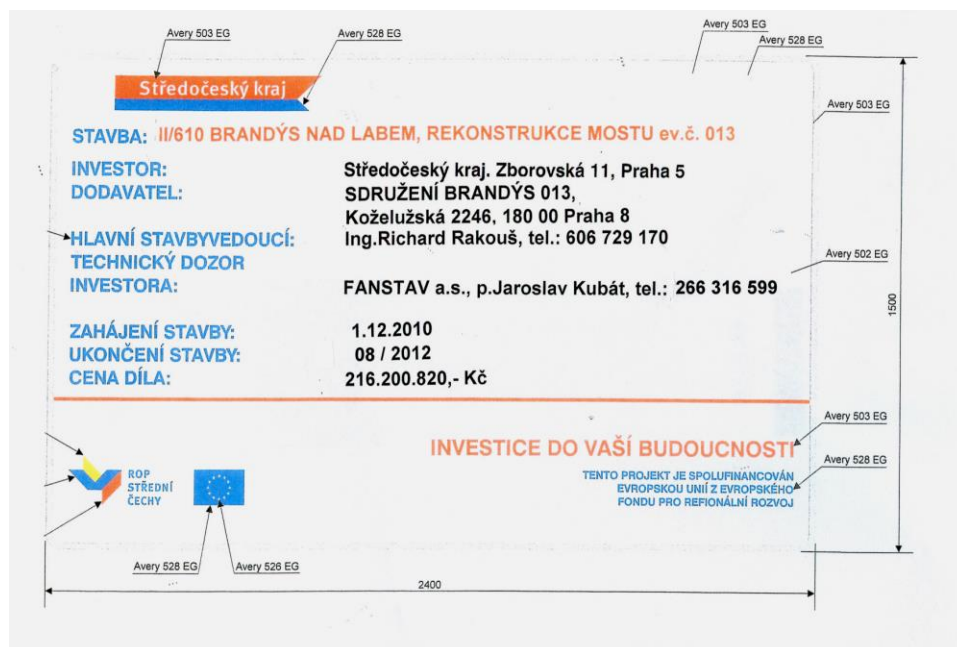 Avery 503 EG
Avery 528 EG
Avery 503 EG
Avery 528 EG
Středočeský kraj
Avery 503 EG
STAVBA: II/610 BRANDÝS NAD LABEM, REKONSTRUKCE MOSTU ev.č. 013
INVESTOR: Středočeský kraj. Zborovská 11, Praha 5
DODAVATEL: SDRUŽENÍ BRANDÝS 013,
Koželužská 2246, 180 00 Praha 8
HLAVNÍ STAVBYVEDOUCÍ: Ing.Richard Rakouš, tel.: 606 729 170
TECHNICKÝ DOZOR
Avery 502 EG
INVESTORA: FANSTAV a.s., p.Jaroslav Kubát, tel.: 266 316 599
1500
ZAHÁJENÍ STAVBY: 1.12.2010
UKONČENÍ STAVBY: 08 / 2012
CENA DÍLA: 216.200.820,- Kč
Avery 503 EG
INVESTICE DO VAŠÍ BUDOUCNOSTI
Avery 528 EG
ROP
STŘEDNÍ
ČECHY
TENTO PROJEKT JE SPOLUFINANCOVÁN
EVROPSKOU UNIÍ Z EVROPSKÉHO
FONDU PRO REFIONÁLNÍ ROZVOJ
Avery 528 EG
Avery 526 EG
2400